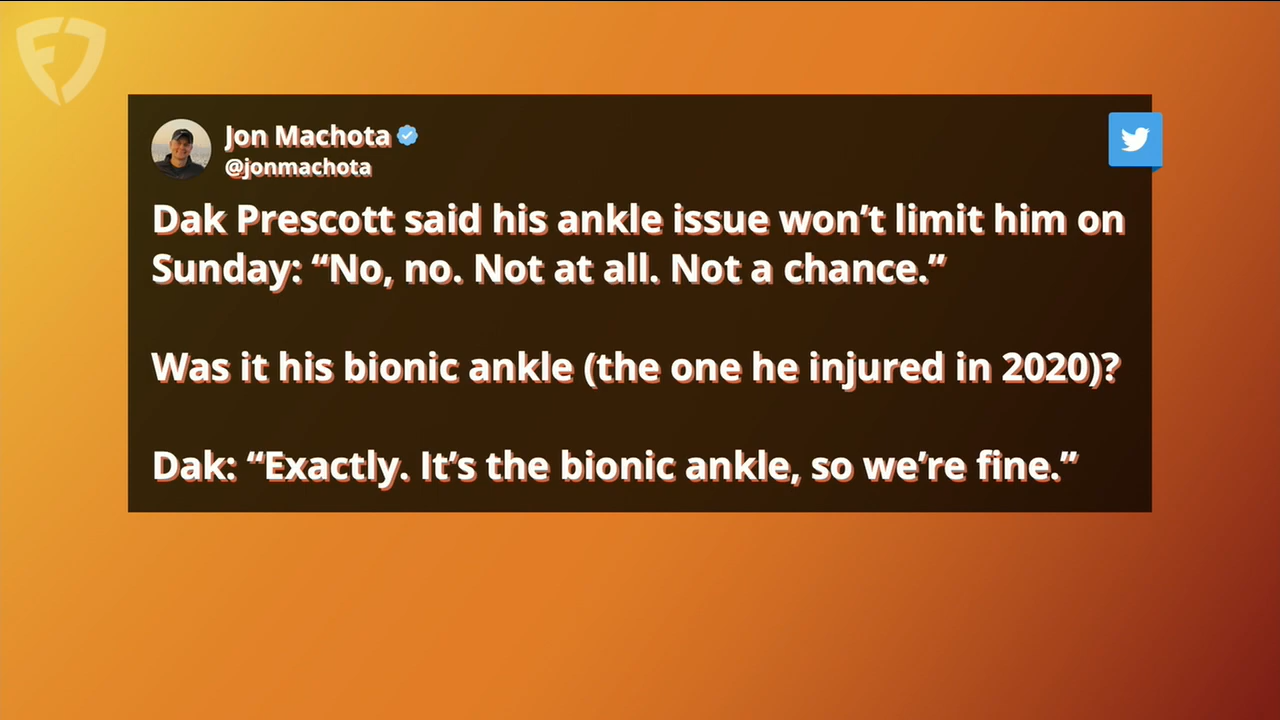 Jon Machota
@jonmachota
Dak Prescott said his ankle issue won’t limit him on
Sunday: “No, no. Not at all. Not a chance.”
Was it his bionic ankle (the one he injured in 2020)?
Dak: “Exactly. It’s the bionic ankle, so we’re fine.”